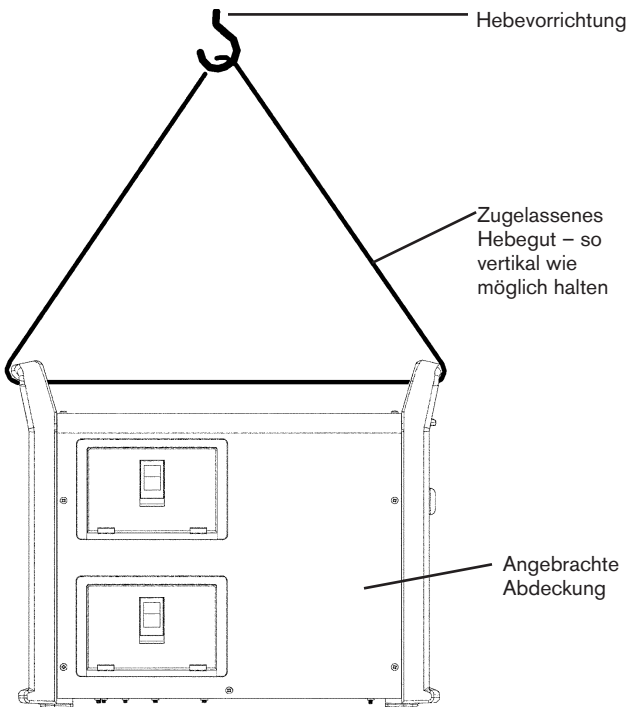 Hebevorrichtung
Zugelassenes
Hebegut – so
vertikal wie
möglich halten
Angebrachte
Abdeckung